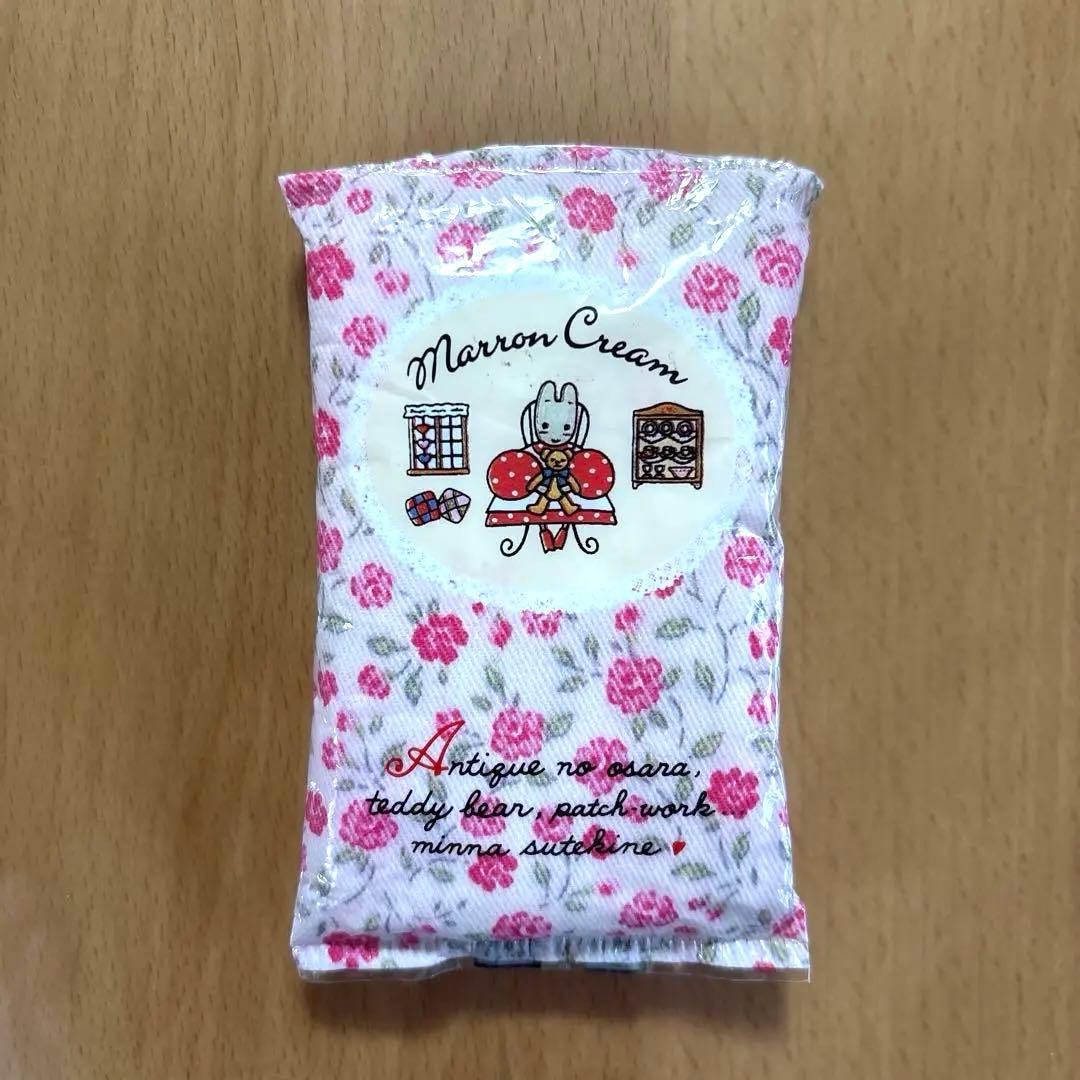 Marron Cream
Antique no osara,
teddy bear, patch-work
minna sutekine